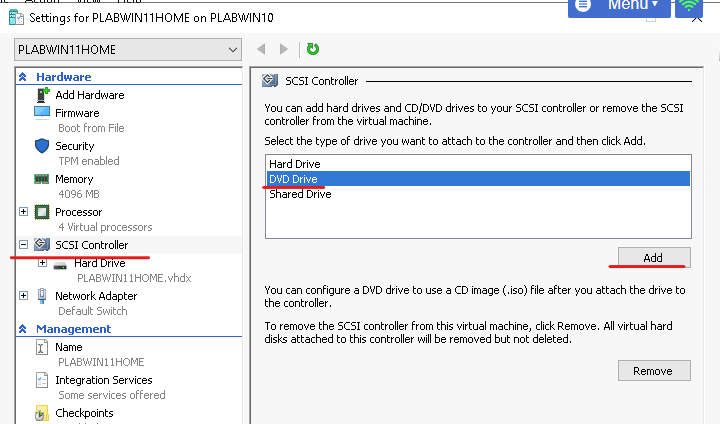 Settings for PLABWIN11HOME on PLABWIN10
Menu
PLABWIN11HOME
Hardware
Add Hardware
Firmware
Boot from File
Security
TPM enabled
Memory
4096 MB
Processor
4 Virtual processors
SCSI Controller
Hard Drive
PLABWIN11HOME.vhdx
Network Adapter
Default Switch
Management
Name
PLABWIN11HOME
Integration Services
Some services offered
Checkpoints
SCSI Controller
You can add hard drives and CD/DVD drives to your SCSI controller or remove the SCSI
controller from the virtual machine.
Select the type of drive you want to attach to the controller and then click Add.
Hard Drive
DVD Drive
Shared Drive
Add
You can configure a DVD drive to use a CD image (.iso) file after you attach the drive to
the controller.
To remove the SCSI controller from this virtual machine, click Remove. All virtual hard
disks attached to this controller will be removed but not deleted.
Remove